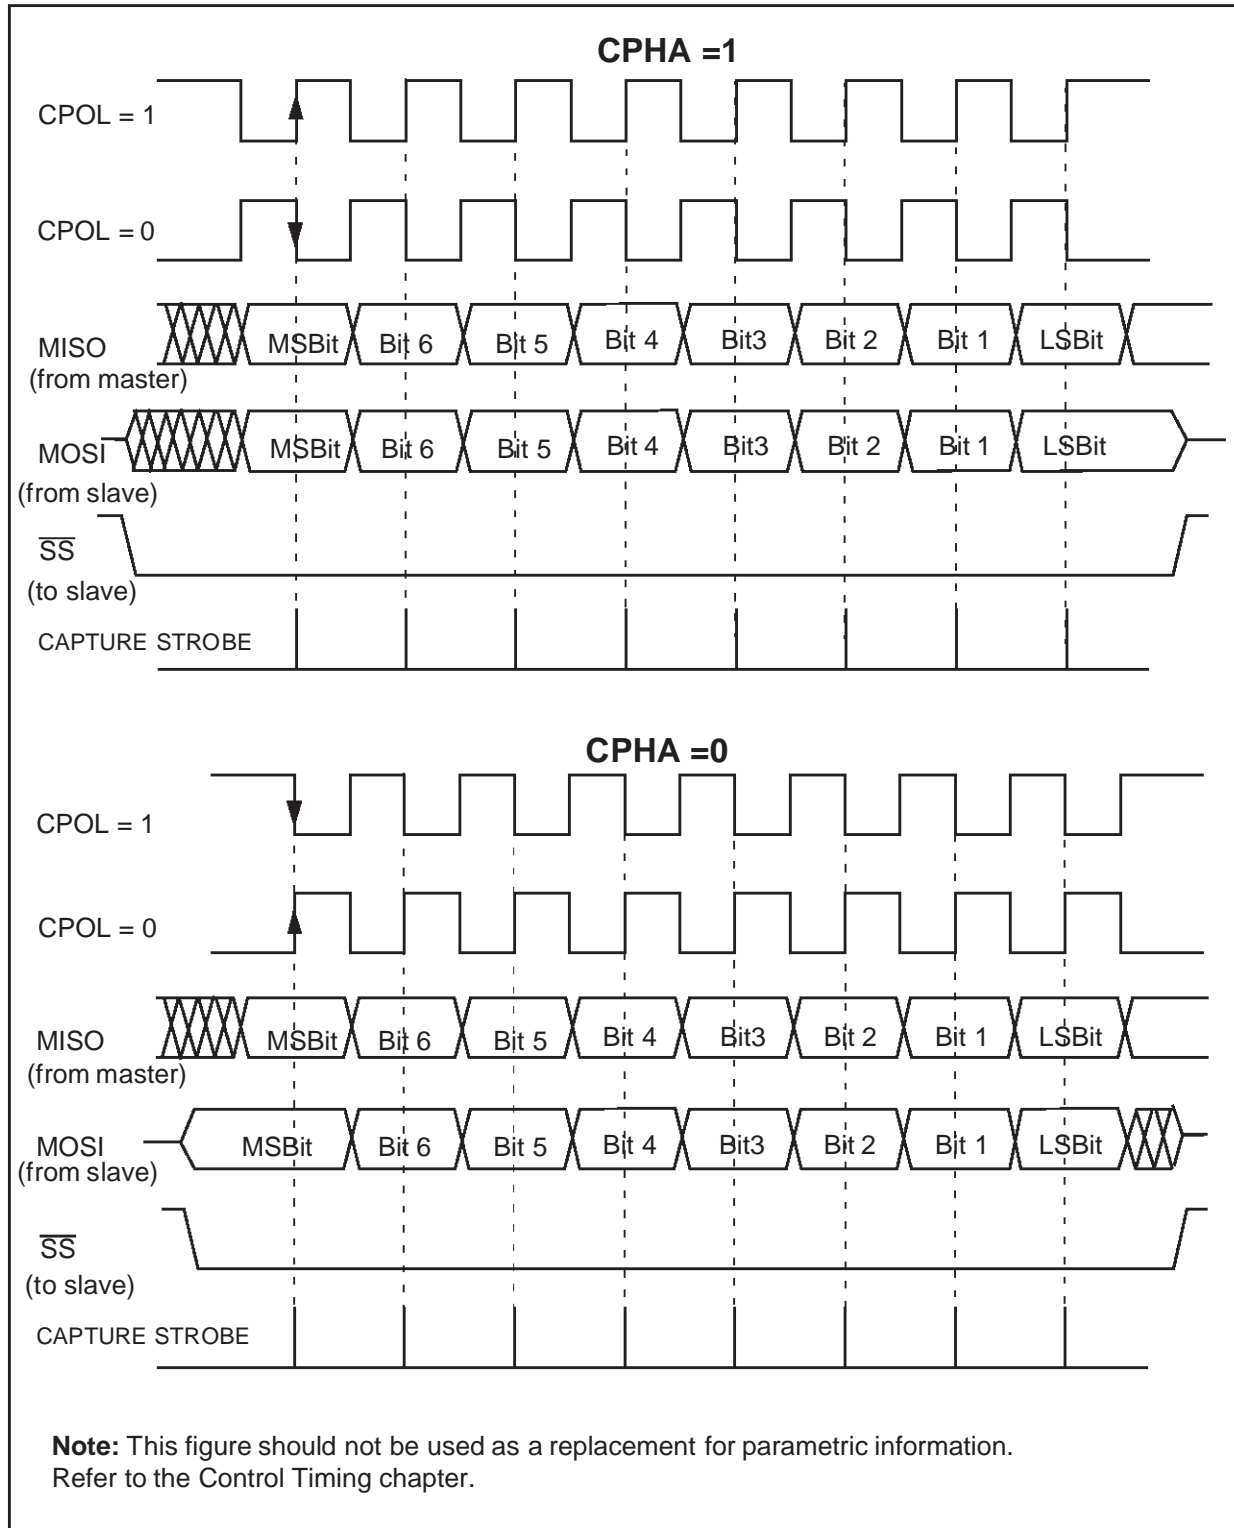 CPHA =1
CPOL = 1
CPOL = 0
MISO
(from master)
MSBit Bit 6 Bit 5 Bit 4 Bit3 Bit 2 Bit 1 LSBit
MOSI
(from slave)
MSBit Bit 6 Bit 5 Bit 4 Bit3 Bit 2 Bit 1 LSBit
SS
(to slave)
CAPTURE STROBE
CPHA =0
CPOL = 1
CPOL = 0
MISO
(from master)
MSBit Bit 6 Bit 5 Bit 4 Bit3 Bit 2 Bit 1 LSBit
MOSI
(from slave)
MSBit Bit 6 Bit 5 Bit 4 Bit3 Bit 2 Bit 1 LSBit
SS
(to slave)
CAPTURE STROBE
Note: This figure should not be used as a replacement for parametric information.
Refer to the Control Timing chapter.